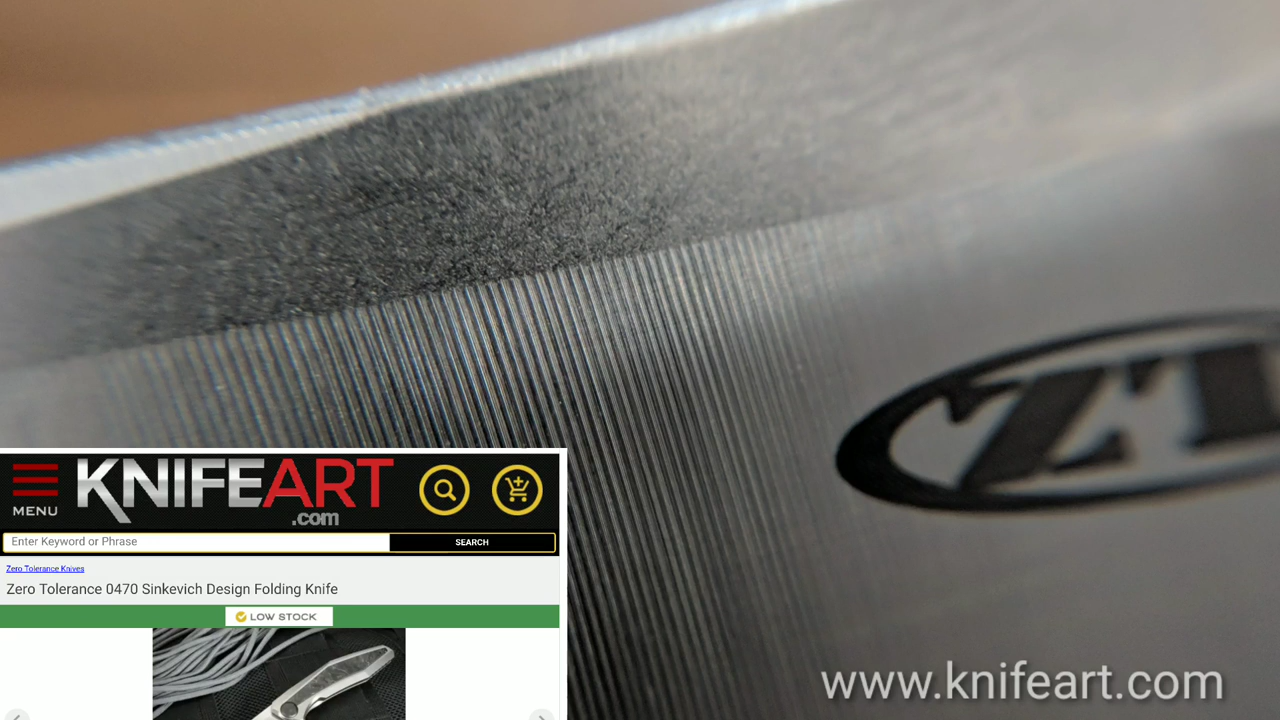 ZT
KNIFEART
.com
MENU
Enter Keyword or Phrase
SEARCH
Zero Tolerance Knives
Zero Tolerance 0470 Sinkevich Design Folding Knife
LOW STOCK
www.knifeart.com